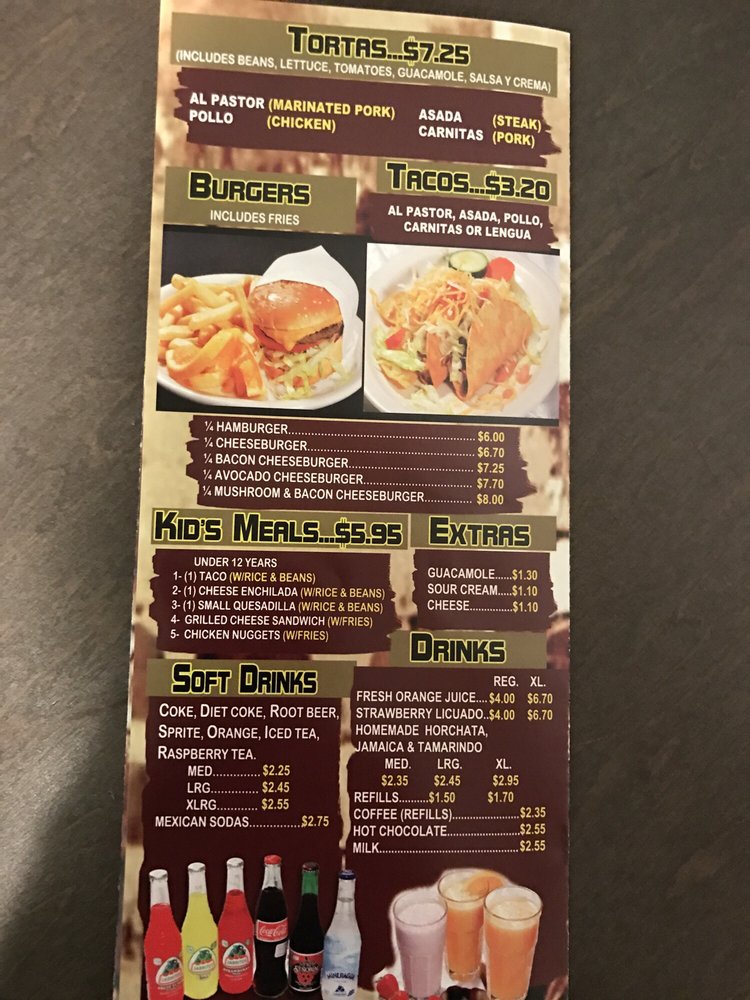 TORTAS...$7.25
(INCLUDES BEANS, LETTUCE, TOMATOES, GUACAMOLE, SALSA Y CREMA)
AL PASTOR (MARINATED PORK)
POLLO (CHICKEN)
ASADA (STEAK)
CARNITAS (PORK)
BURGERS
INCLUDES FRIES
TACOS...$3.20
AL PASTOR, ASADA, POLLO,
CARNITAS OR LENGUA
¼ HAMBURGER........ $6.00
¼ CHEESEBURGER........ $6.70
¼ BACON CHEESEBURGER........ $7.25
¼ AVOCADO CHEESEBURGER........ $7.70
¼ MUSHROOM & BACON CHEESEBURGER............ $8.00
KID'S MEALS...$5.95
UNDER 12 YEARS
1- (1) TACO (W/RICE & BEANS)
2- (1) CHEESE ENCHILADA (W/RICE & BEANS)
3- (1) SMALL QUESADILLA (W/RICE & BEANS)
4- GRILLED CHEESE SANDWICH (W/FRIES)
5- CHICKEN NUGGETS (W/FRIES)
EXTRAS
GUACAMOLE.....$1.30
SOUR CREAM....$1.10
CHEESE..............$1.10
SOFT DRINKS
COKE, DIET COKE, ROOT BEER,
SPRITE, ORANGE, ICED TEA,
RASPBERRY TEA.
MED.............. $2.25
LRG.............. $2.45
XLRG............ $2.55
MEXICAN SODAS...............$2.75
DRINKS
REG. XL.
FRESH ORANGE JUICE.... $4.00 $6.70
STRAWBERRY LICUADO..$4.00 $6.70
HOMEMADE HORCHATA,
JAMAICA & TAMARINDO
MED. LRG. XL.
$2.35 $2.45 $2.95
REFILLS..........$1.50 $1.70
COFFEE (REFILLS)......................$2.35
HOT CHOCOLATE.......................$2.55
MILK............................................$2.55
Coca-Cola